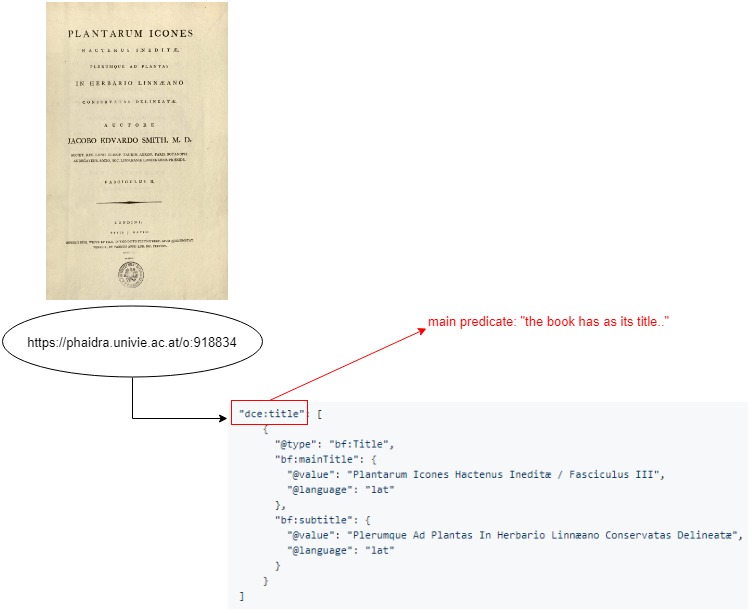 PLANTARUM ICONES
HACTENUS INEDITÆ,
PLERUMQUE AD PLANTAS
IN HERBARIO LINNÆANO
CONSERVATAS DELINEATÆ.
AUCTORE
JACOBO EDVARDO SMITH, M. D.
FASCICULUS II.
LONDINI:
https://phaidra.univie.ac.at/o:918834
main predicate: "the book has as its title.."
"dce:title": [
{
"@type": "bf:Title",
"bf:mainTitle": {
"@value": "Plantarum Icones Hactenus Ineditæ / Fasciculus III",
"@language": "lat"
},
"bf:subtitle": {
"@value": "Plerumque Ad Plantas In Herbario Linnæano Conservatas Delineatæ",
"@language": "lat"
}
}
]